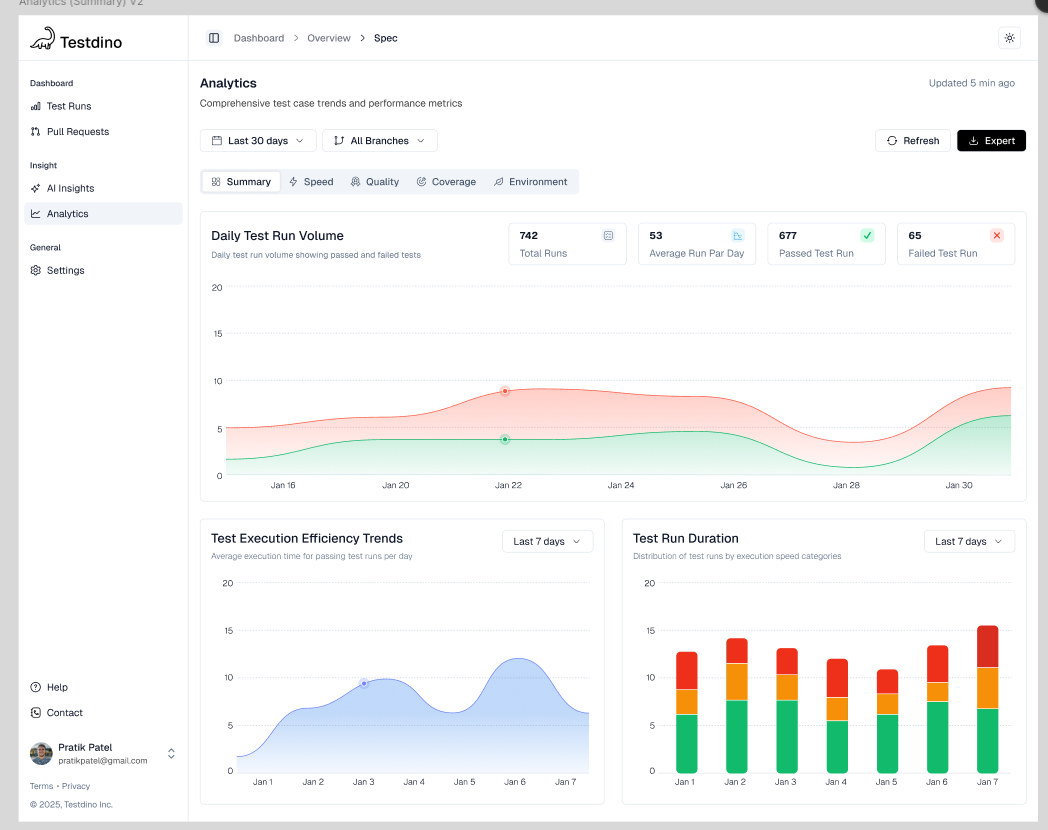 Analytics (Summary) V2
Testdino
Dashboard > Overview > Spec
Dashboard
Test Runs
Pull Requests
Insight
AI Insights
Analytics
General
Settings
Help
Contact
Pratik Patel
pratikpatel@gmail.com
Terms • Privacy
© 2025, Testdino Inc.
Analytics
Updated 5 min ago
Comprehensive test case trends and performance metrics
Last 30 days
All Branches
Refresh
Expert
Summary
Speed
Quality
Coverage
Environment
Daily Test Run Volume
Daily test run volume showing passed and failed tests
742
Total Runs
53
Average Run Par Day
677
Passed Test Run
65
Failed Test Run
20
15
10
5
0
Jan 16 Jan 20 Jan 22 Jan 24 Jan 26 Jan 28 Jan 30
Test Execution Efficiency Trends
Average execution time for passing test runs per day
Last 7 days
20
15
10
5
0
Jan 1 Jan 2 Jan 3 Jan 4 Jan 5 Jan 6 Jan 7
Test Run Duration
Distribution of test runs by execution speed categories
Last 7 days
20
15
10
5
0
Jan 1 Jan 2 Jan 3 Jan 4 Jan 5 Jan 6 Jan 7